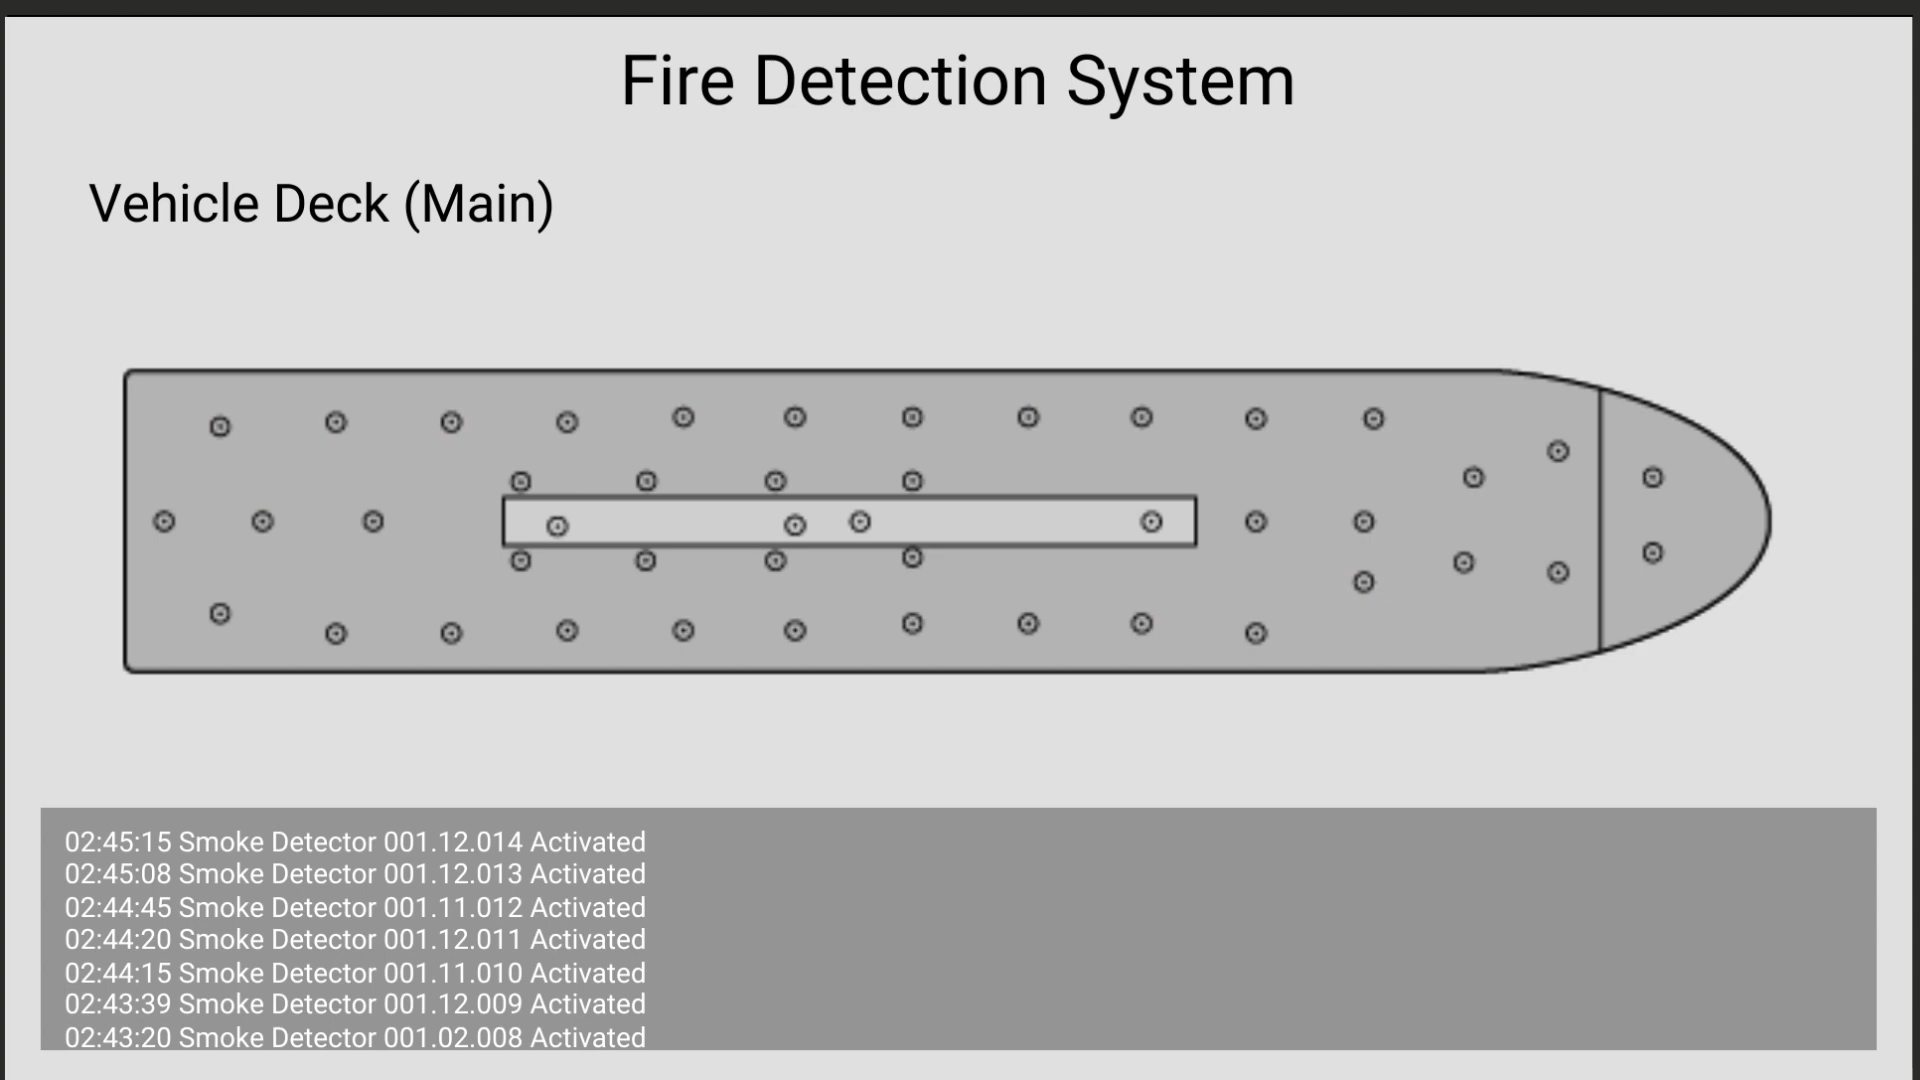 Fire Detection System
Vehicle Deck (Main)
02:45:15 Smoke Detector 001.12.014 Activated
02:45:08 Smoke Detector 001.12.013 Activated
02:44:45 Smoke Detector 001.11.012 Activated
02:44:20 Smoke Detector 001.12.011 Activated
02:44:15 Smoke Detector 001.11.010 Activated
02:43:39 Smoke Detector 001.12.009 Activated
02:43:20 Smoke Detector 001.02.008 Activated